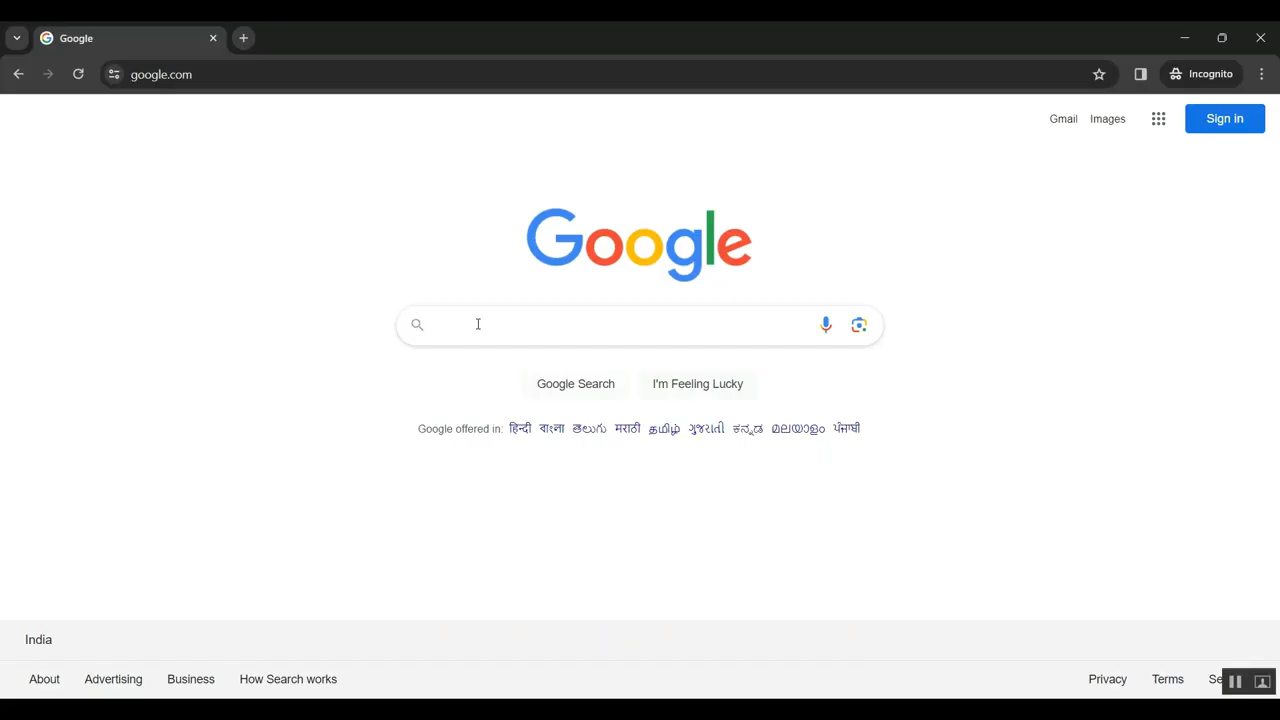 Google
google.com
Incognito
Gmail Images Sign in
Google
Google Search I'm Feeling Lucky
Google offered in: हिन्दी বাংলা తెలుగు मराठी தமிழ் ગુજરાતી ಕನ್ನಡ മലയാളം ਪੰਜਾਬੀ
India
About Advertising Business How Search works Privacy Terms Se